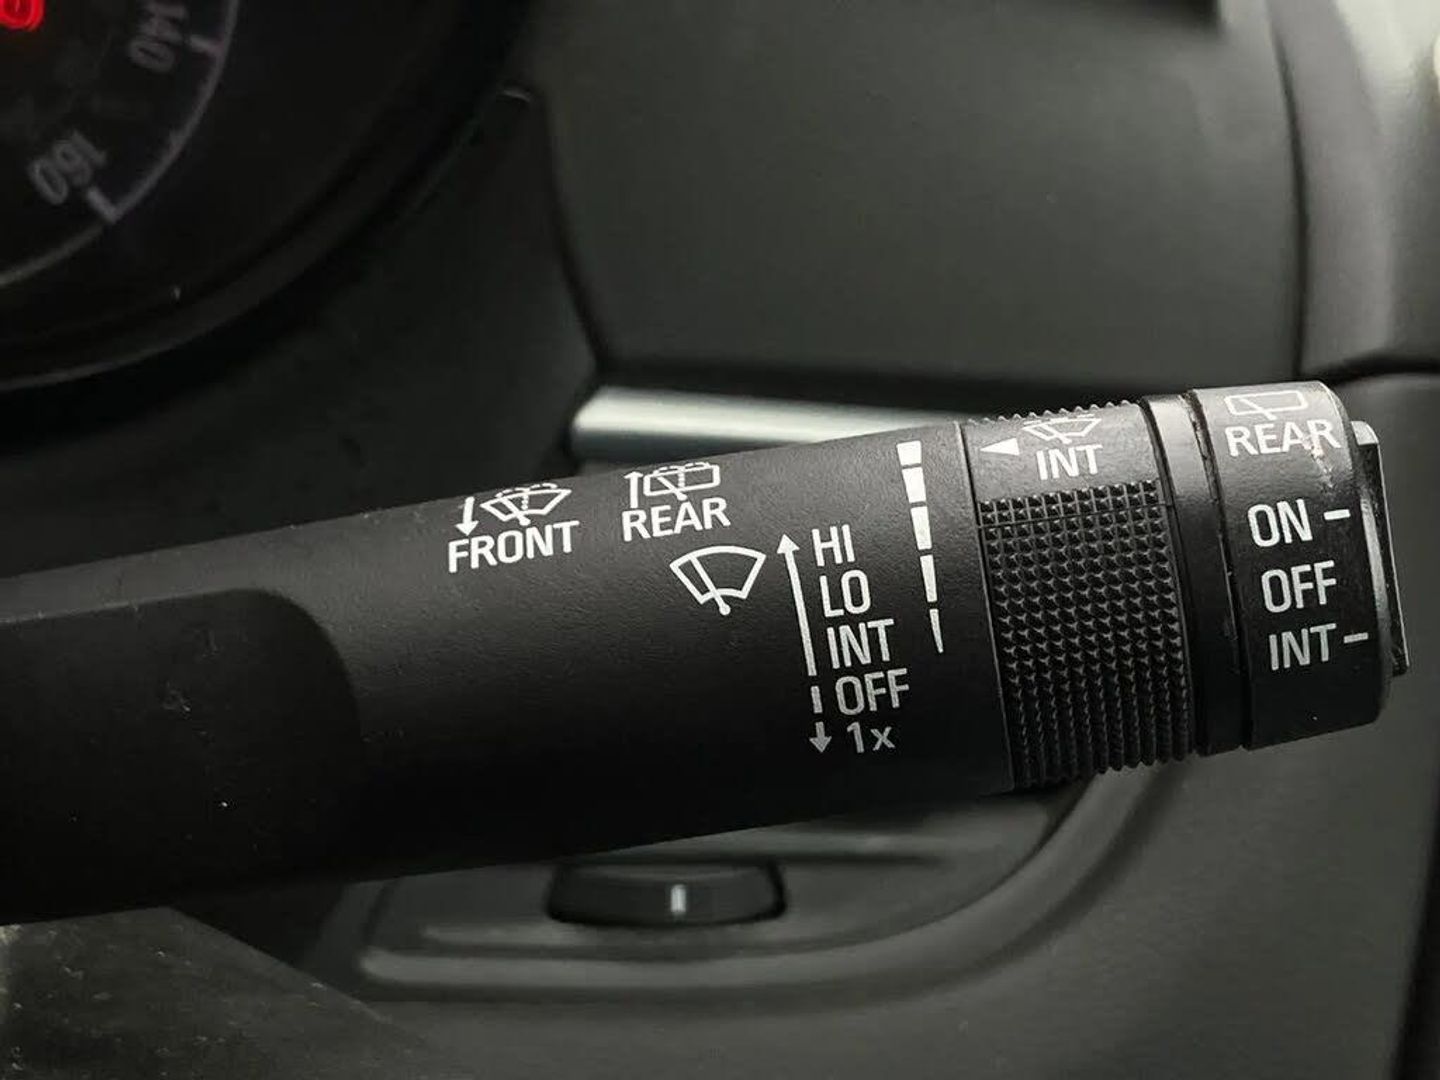 140
160
FRONT
REAR
HI
LO
INT
OFF
1x
INT
REAR
ON
OFF
INT